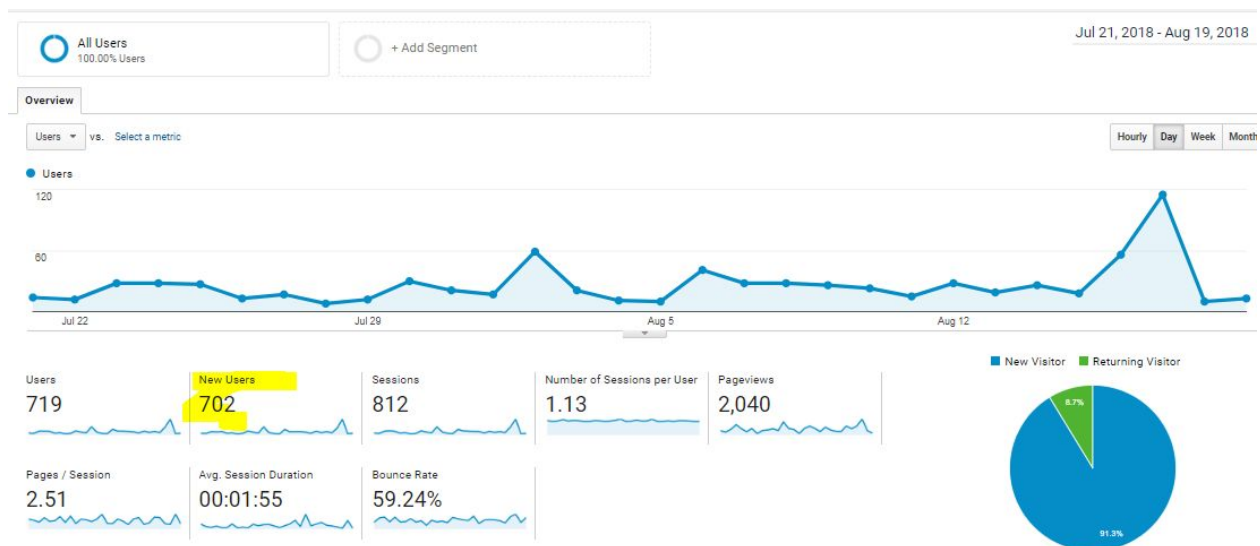 All Users
100.00% Users
+ Add Segment
Jul 21, 2018 - Aug 19, 2018
Overview
Users vs. Select a metric
Hourly Day Week Month
Users
120
60
Jul 22 Jul 29 Aug 5 Aug 12
New Visitor Returning Visitor
Users New Users Sessions Number of Sessions per User Pageviews
719 702 812 1.13 2,040
8.7%
Pages / Session Avg. Session Duration Bounce Rate
2.51 00:01:55 59.24%
91.3%